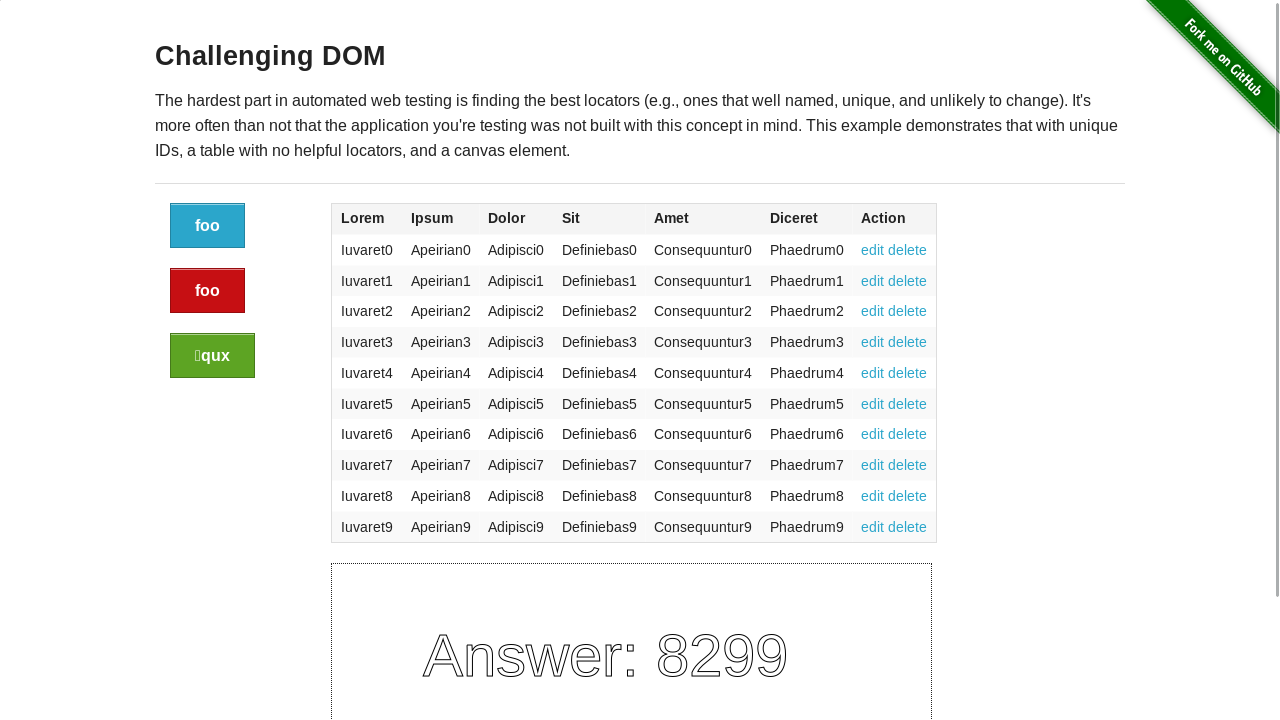 Fork me on GitHub
Challenging DOM
The hardest part in automated web testing is finding the best locators (e.g., ones that well named, unique, and unlikely to change). It's
more often than not that the application you're testing was not built with this concept in mind. This example demonstrates that with unique
IDs, a table with no helpful locators, and a canvas element.
foo
foo
qux
Lorem Ipsum Dolor Sit Amet Diceret Action
Iuvaret0 Apeirian0 Adipisci0 Definiebas0 Consequuntur0 Phaedrum0 edit delete
Iuvaret1 Apeirian1 Adipisci1 Definiebas1 Consequuntur1 Phaedrum1 edit delete
Iuvaret2 Apeirian2 Adipisci2 Definiebas2 Consequuntur2 Phaedrum2 edit delete
Iuvaret3 Apeirian3 Adipisci3 Definiebas3 Consequuntur3 Phaedrum3 edit delete
Iuvaret4 Apeirian4 Adipisci4 Definiebas4 Consequuntur4 Phaedrum4 edit delete
Iuvaret5 Apeirian5 Adipisci5 Definiebas5 Consequuntur5 Phaedrum5 edit delete
Iuvaret6 Apeirian6 Adipisci6 Definiebas6 Consequuntur6 Phaedrum6 edit delete
Iuvaret7 Apeirian7 Adipisci7 Definiebas7 Consequuntur7 Phaedrum7 edit delete
Iuvaret8 Apeirian8 Adipisci8 Definiebas8 Consequuntur8 Phaedrum8 edit delete
Iuvaret9 Apeirian9 Adipisci9 Definiebas9 Consequuntur9 Phaedrum9 edit delete
Answer: 8299